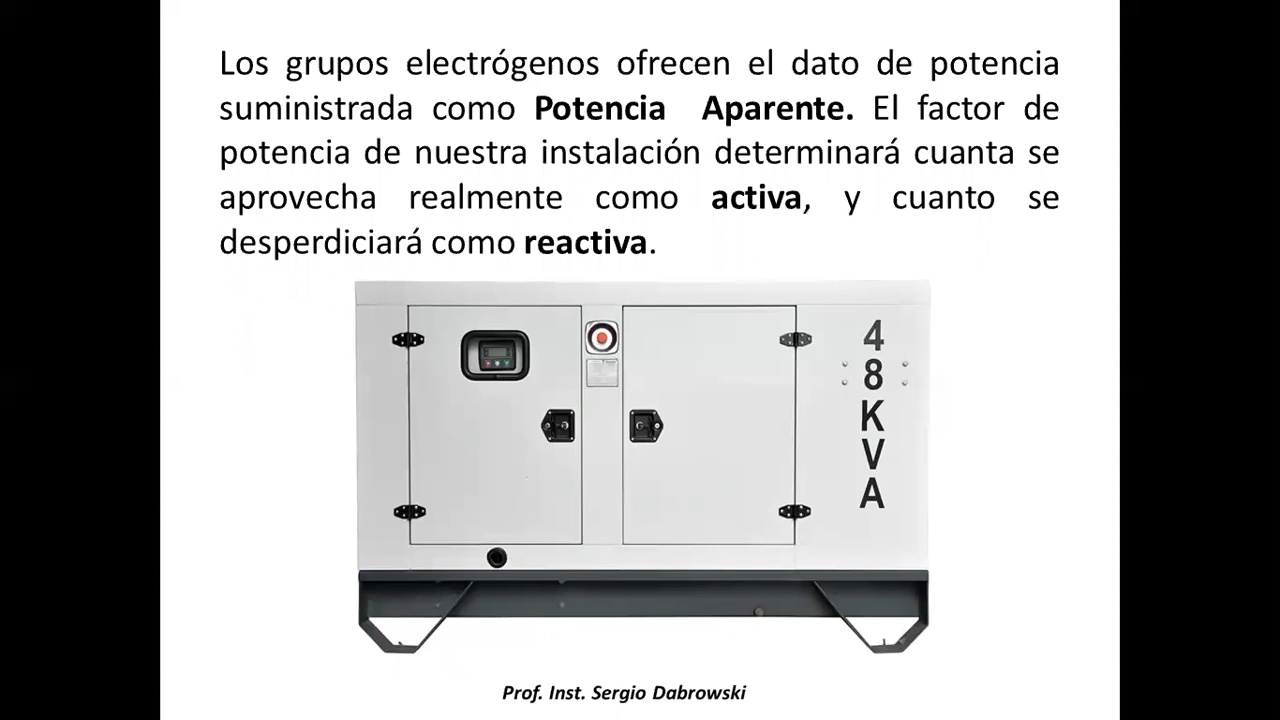 Los grupos electrógenos ofrecen el dato de potencia
suministrada como Potencia Aparente. El factor de
potencia de nuestra instalación determinará cuanta se
aprovecha realmente como activa, y cuanto se
desperdiciará como reactiva.
4
8
K
V
A
Prof. Inst. Sergio Dabrowski